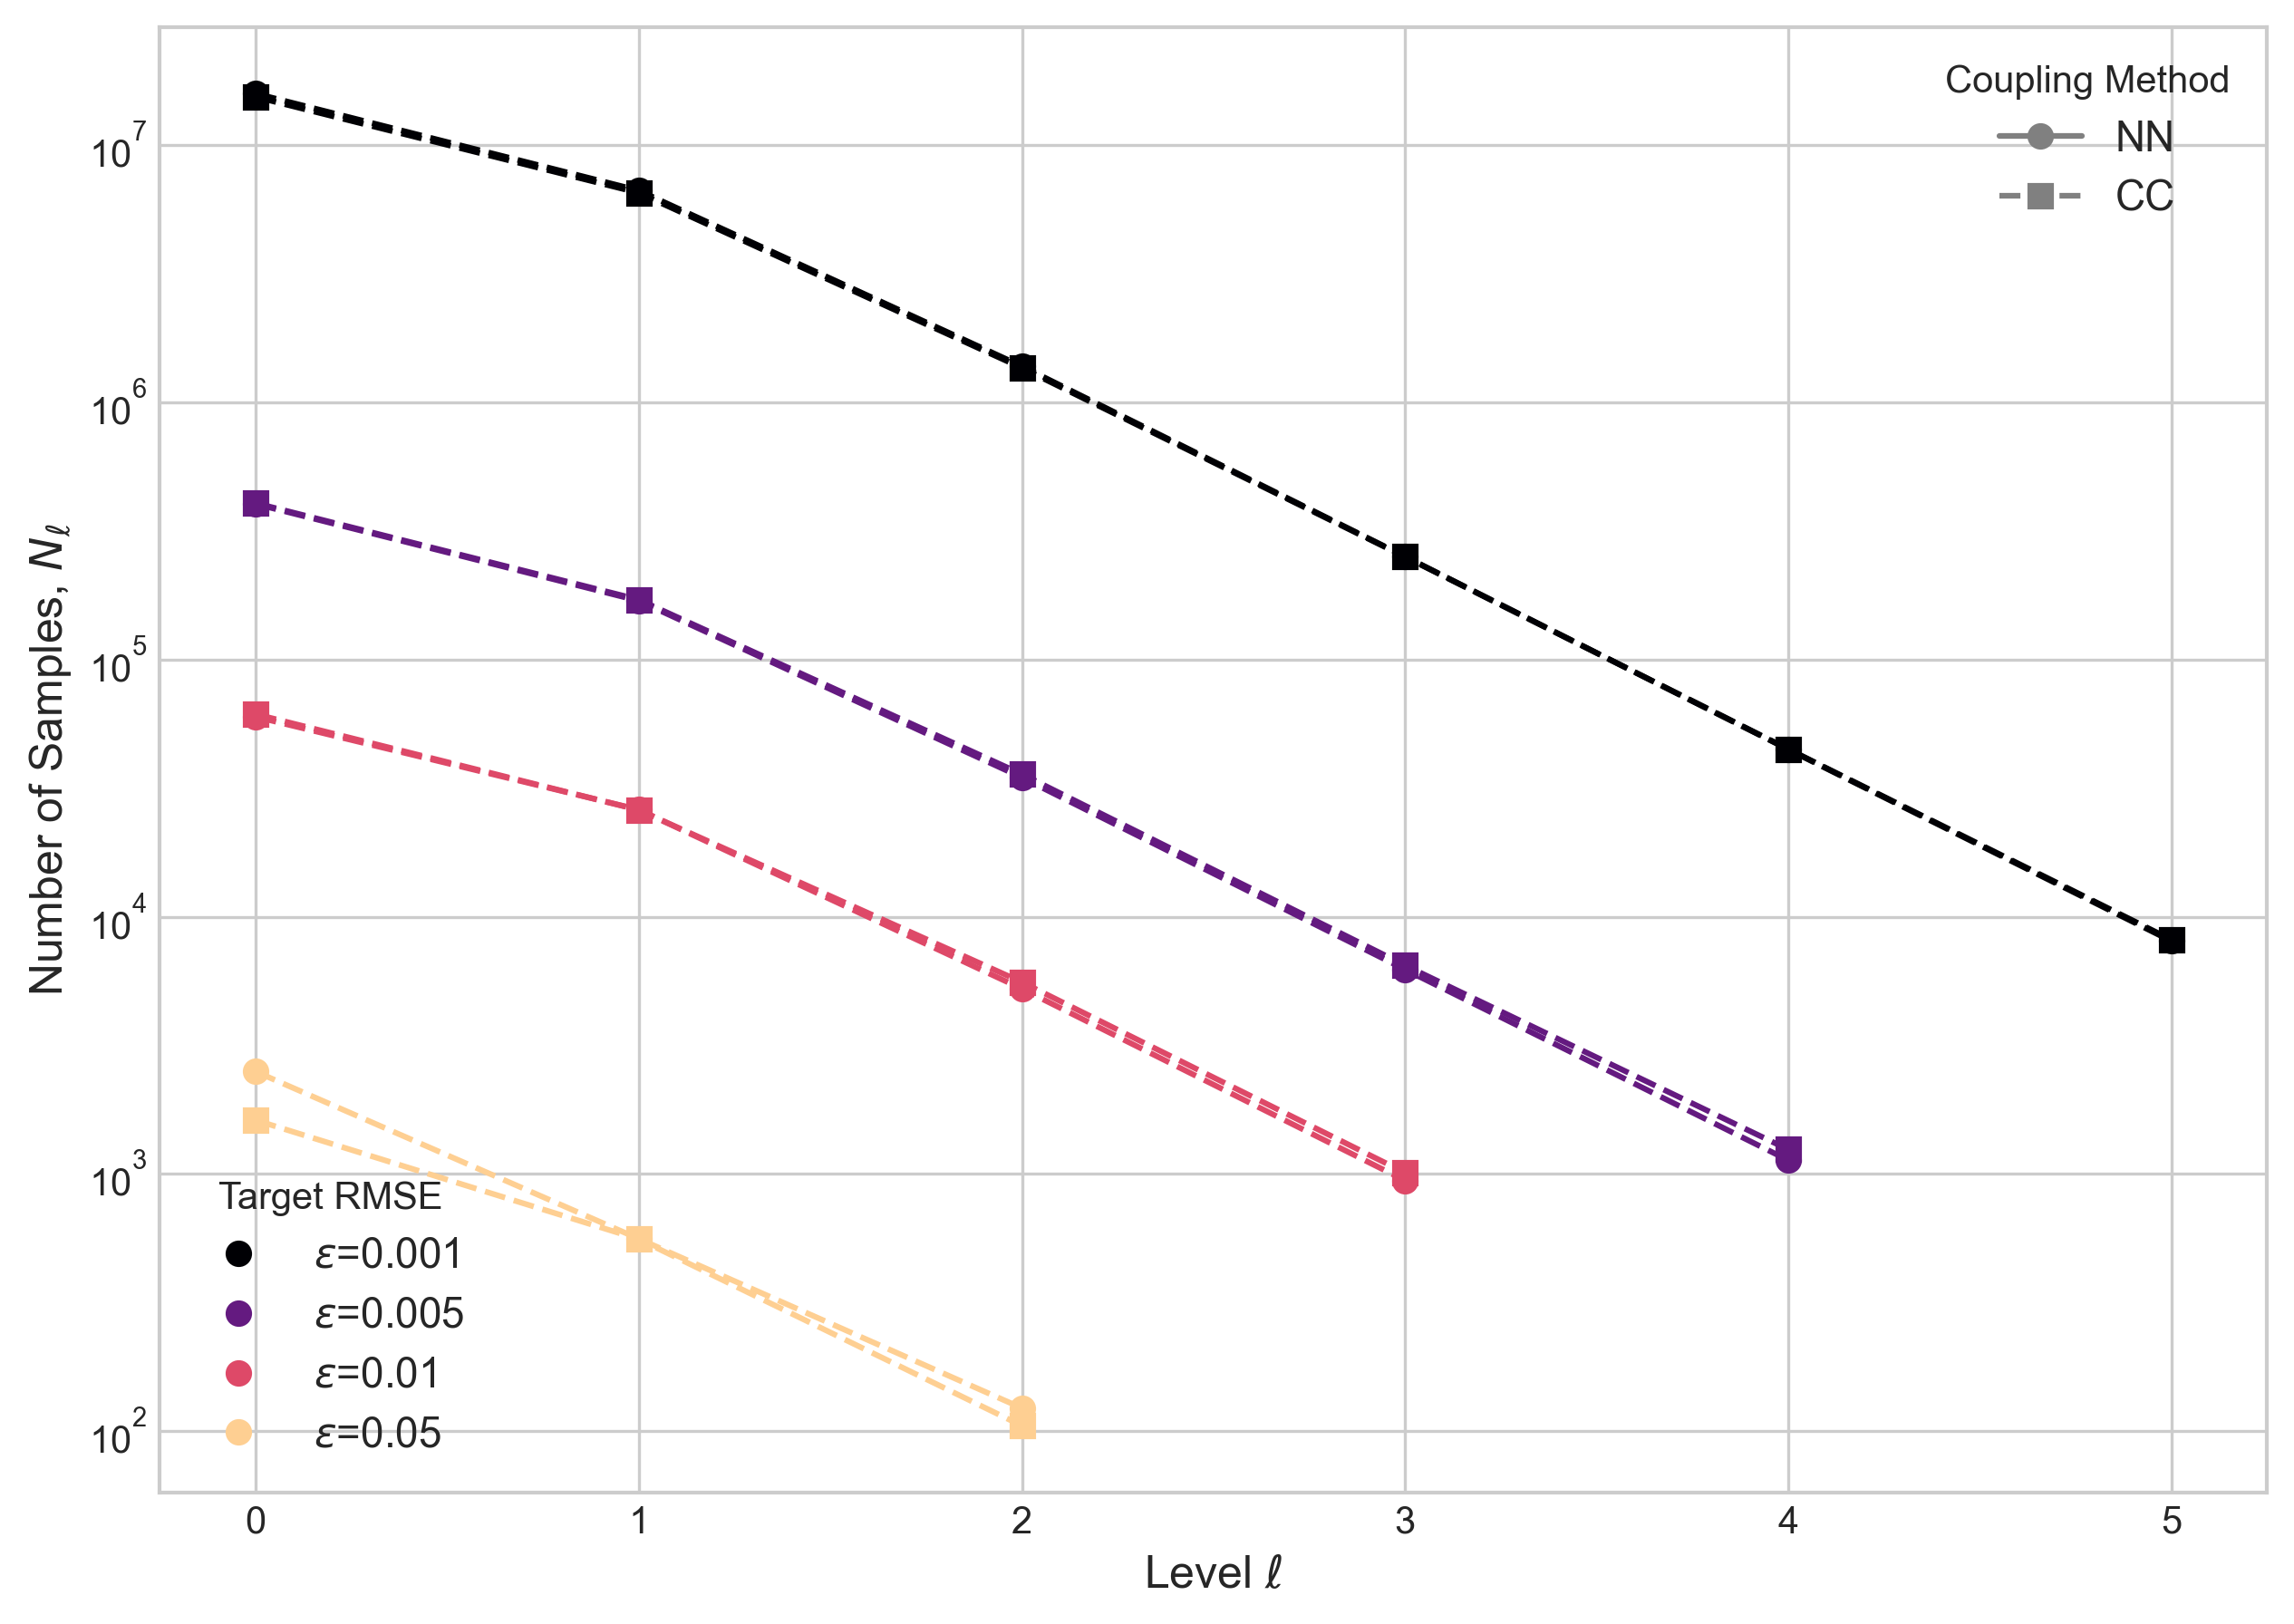 Coupling Method
NN
CC
10^7
10^6
10^5
10^4
10^3
10^2
Number of Samples, N_ℓ
Target RMSE
ε=0.001
ε=0.005
ε=0.01
ε=0.05
0 1 2 3 4 5
Level ℓ